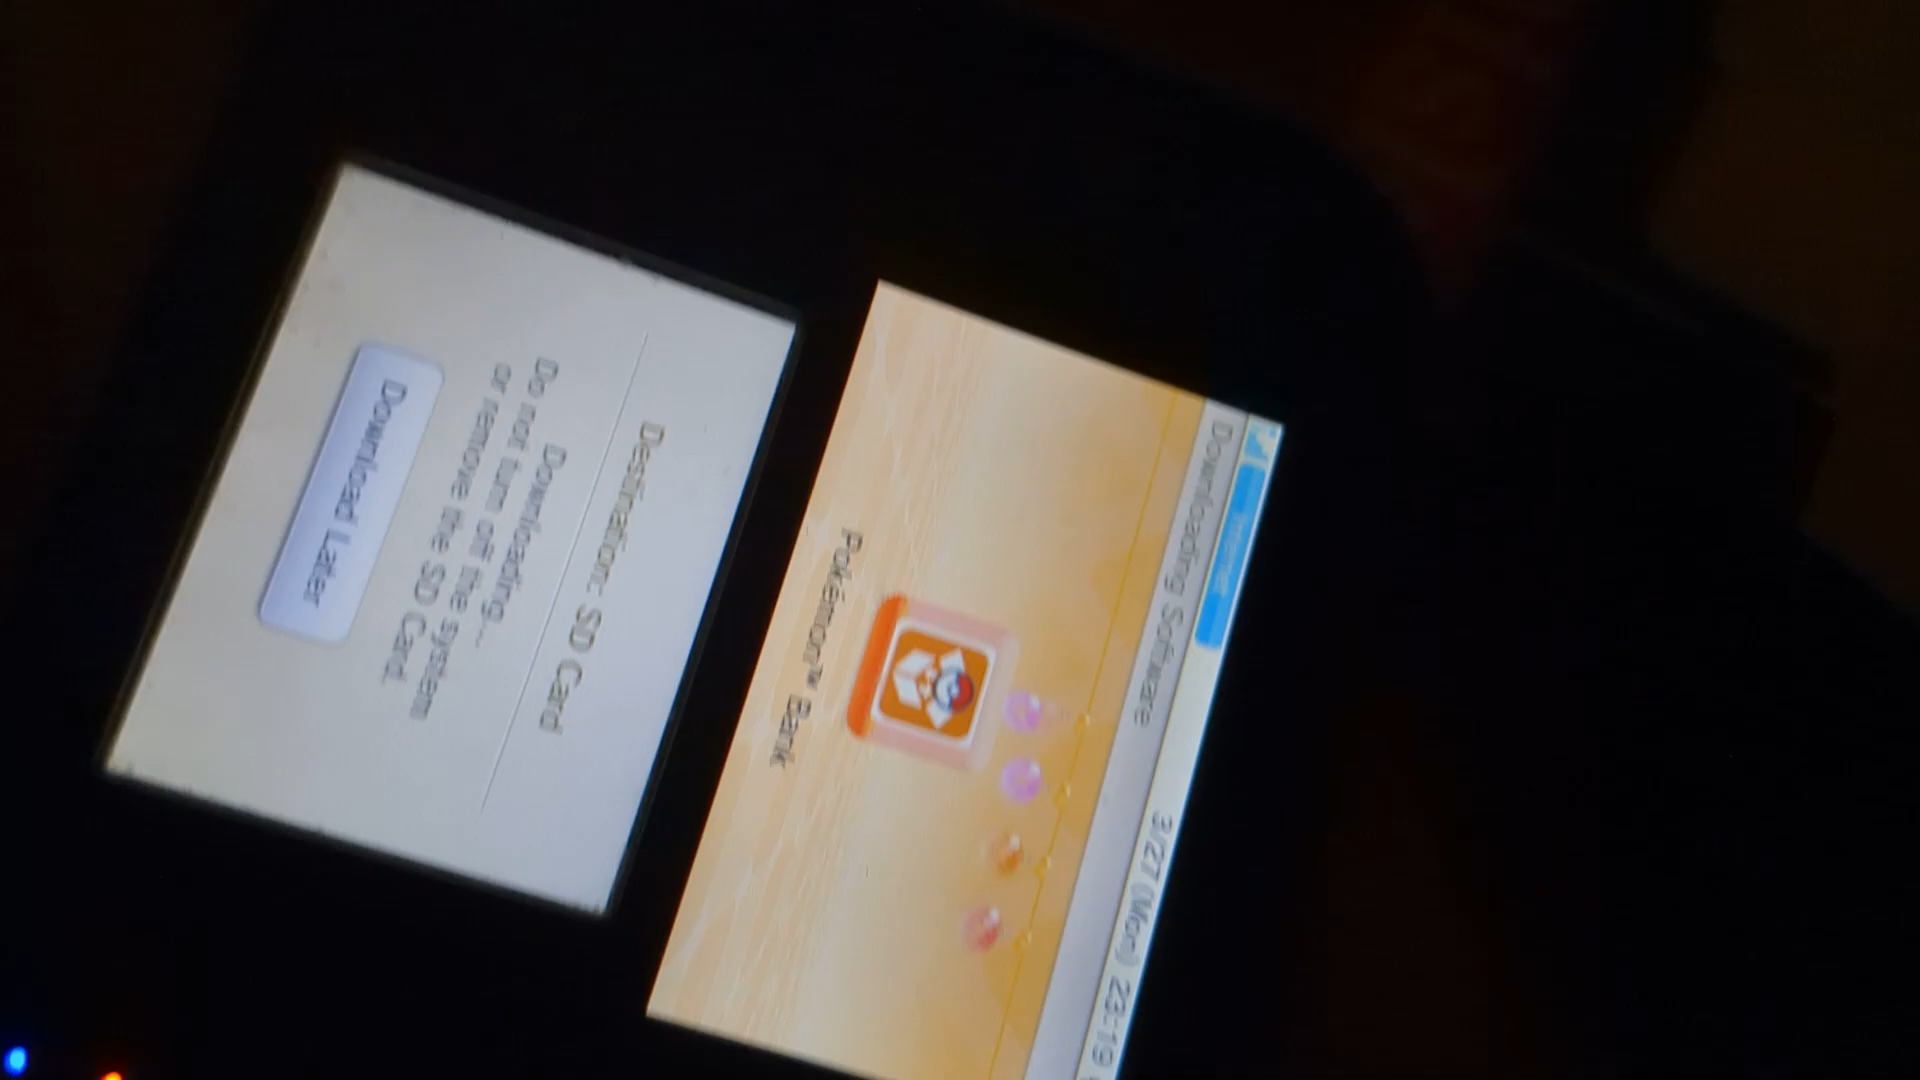 Internet
3/27 (Mon) 23:19
Downloading Software
Pokémon™ Bank
Destination: SD Card
Downloading...
Do not turn off the system
or remove the SD Card.
Download Later